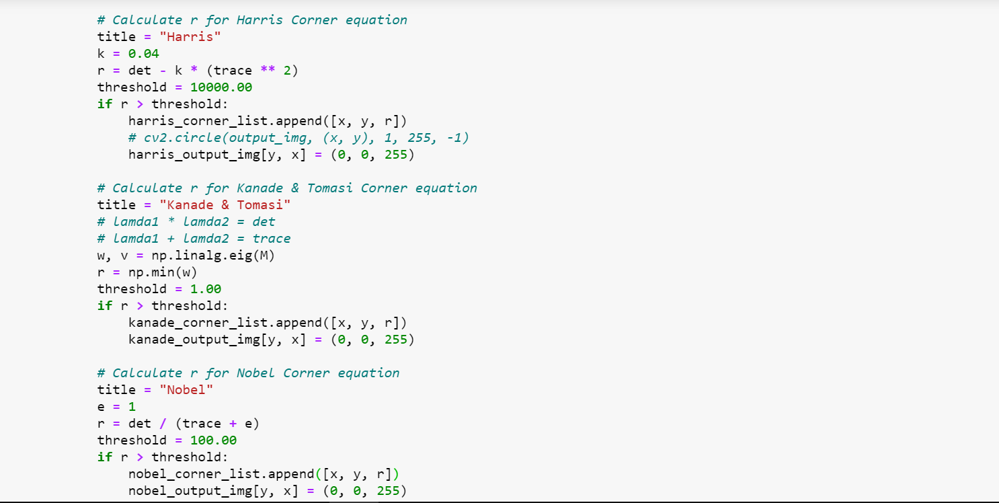 # Calculate r for Harris Corner equation
title = "Harris"
k = 0.04
r = det - k * (trace ** 2)
threshold = 10000.00
if r > threshold:
    harris_corner_list.append([x, y, r])
    # cv2.circle(output_img, (x, y), 1, 255, -1)
    harris_output_img[y, x] = (0, 0, 255)

# Calculate r for Kanade & Tomasi Corner equation
title = "Kanade & Tomasi"
# lamda1 * lamda2 = det
# lamda1 + lamda2 = trace
w, v = np.linalg.eig(M)
r = np.min(w)
threshold = 1.00
if r > threshold:
    kanade_corner_list.append([x, y, r])
    kanade_output_img[y, x] = (0, 0, 255)

# Calculate r for Nobel Corner equation
title = "Nobel"
e = 1
r = det / (trace + e)
threshold = 100.00
if r > threshold:
    nobel_corner_list.append([x, y, r])
    nobel_output_img[y, x] = (0, 0, 255)